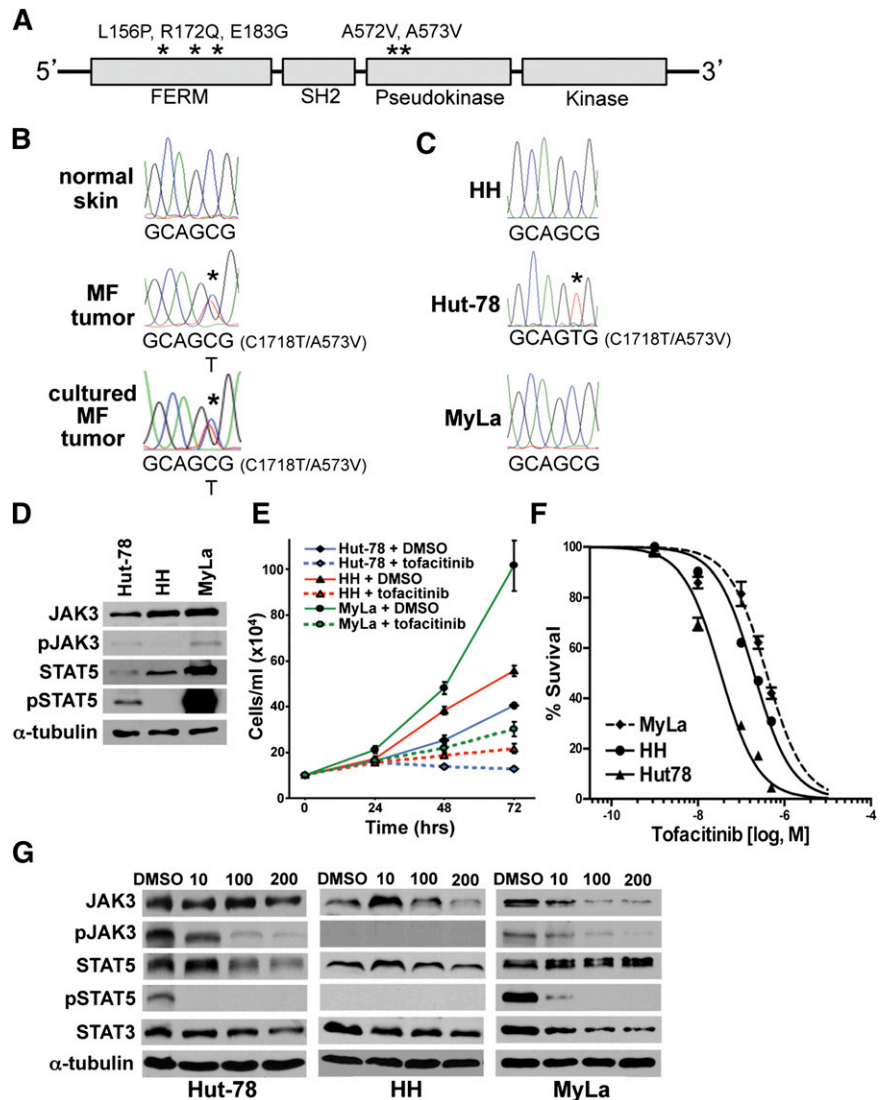 A
L156P, R172Q, E183G
A572V, A573V
* * *
**
5’
3’
FERM
SH2
Pseudokinase
Kinase
B
normal
skin
GCAGCG
MF
tumor
*
GCAGCG (C1718T/A573V)
T
cultured
MF
tumor
*
GCAGCG (C1718T/A573V)
T
C
HH
GCAGCG
Hut-78
*
GCAGTG (C1718T/A573V)
MyLa
GCAGCG
D
Hut-78
HH
MyLa
JAK3
pJAK3
STAT5
pSTAT5
α-tubulin
E
Hut-78 + DMSO
Hut-78 + tofacitinib
HH + DMSO
HH + tofacitinib
MyLa + DMSO
MyLa + tofacitinib
Cells/ml (x10⁴)
100
80
60
40
20
0
0 24 48 72
Time (hrs)
F
% Suvival
100
80
60
40
20
0
MyLa
HH
Hut78
-10 -8 -6 -4
Tofacitinib [log, M]
G
DMSO 10 100 200
DMSO 10 100 200
DMSO 10 100 200
JAK3
pJAK3
STAT5
pSTAT5
STAT3
α-tubulin
Hut-78
HH
MyLa